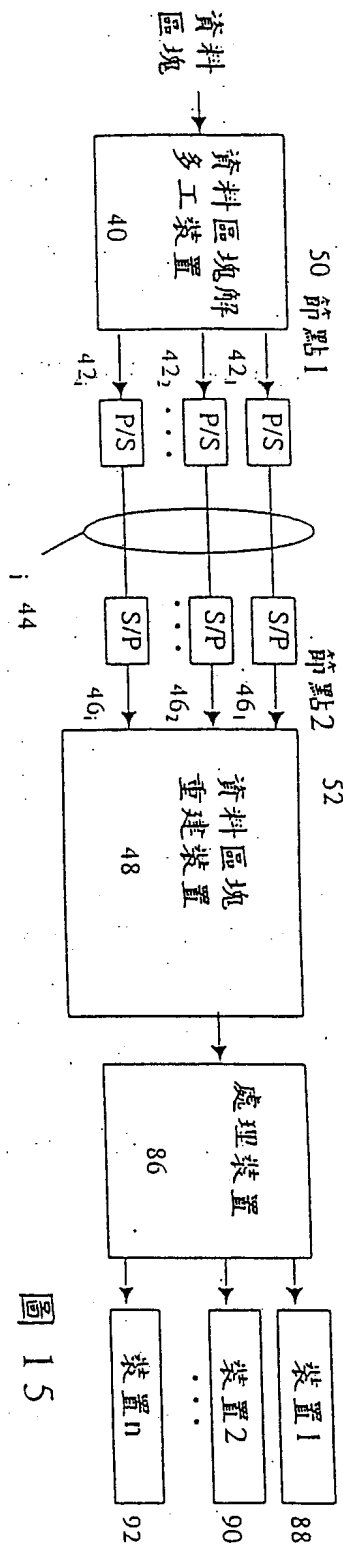 資料
區塊
50 節點1
資料區塊解
多工裝置
40
42₁
42₂
42ᵢ
P/S
P/S
• • •
P/S
i 44
節點2
S/P
S/P
• • •
S/P
46₁
46₂
46ᵢ
52
資料區塊
重建裝置
48
處理裝置
86
裝置1
88
裝置2
90
• • •
裝置n
92
圖 15